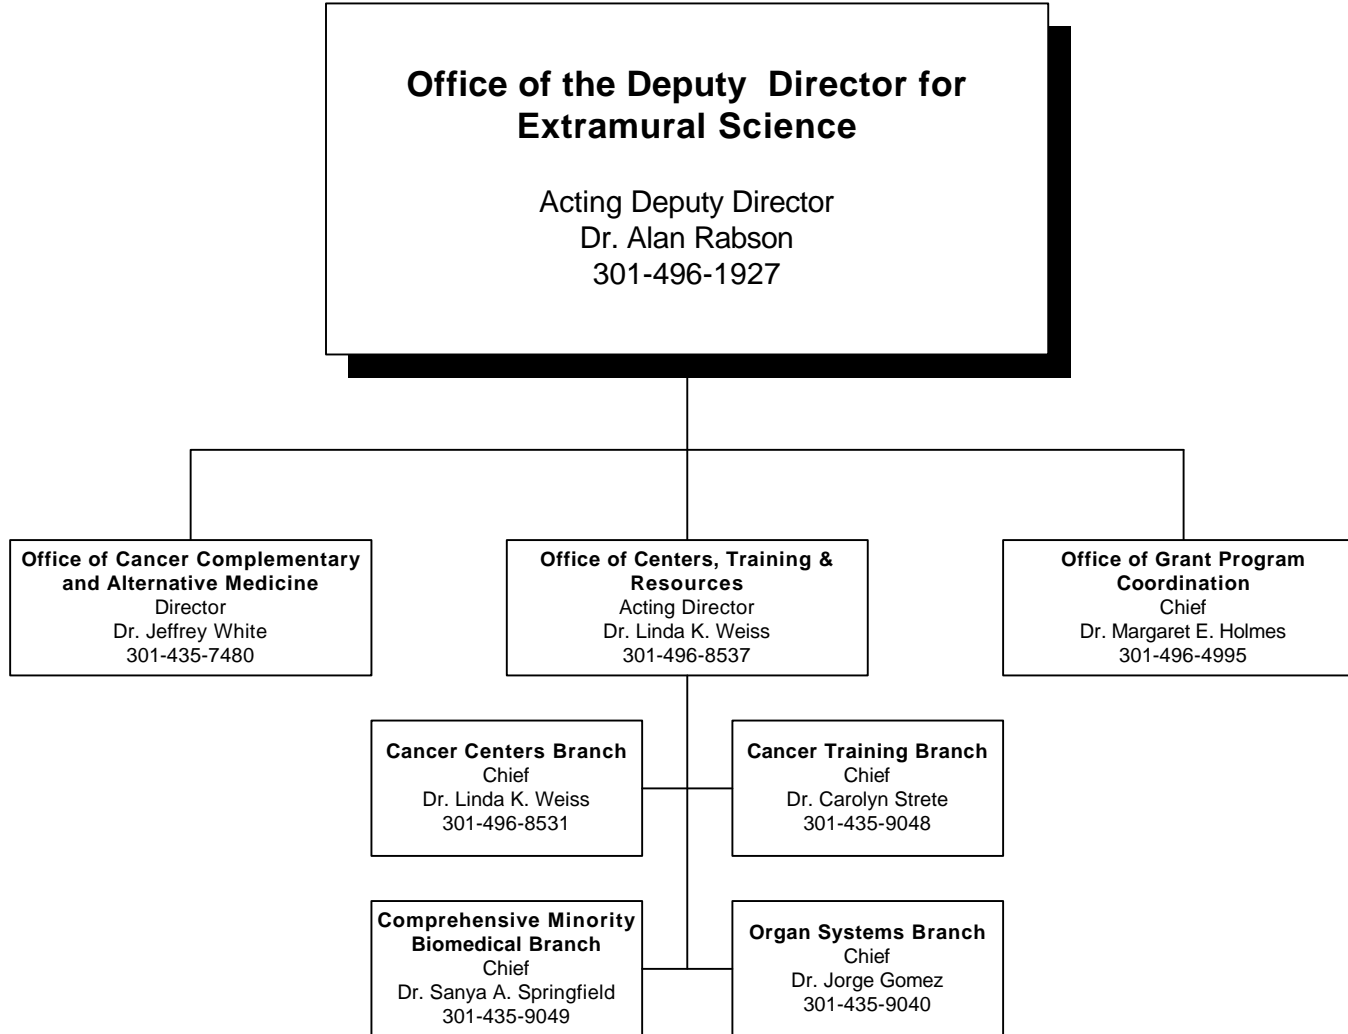 Office of the Deputy Director for
Extramural Science
Acting Deputy Director
Dr. Alan Rabson
301-496-1927
Office of Cancer Complementary
and Alternative Medicine
Director
Dr. Jeffrey White
301-435-7480
Office of Centers, Training &
Resources
Acting Director
Dr. Linda K. Weiss
301-496-8537
Office of Grant Program
Coordination
Chief
Dr. Margaret E. Holmes
301-496-4995
Cancer Centers Branch
Chief
Dr. Linda K. Weiss
301-496-8531
Cancer Training Branch
Chief
Dr. Carolyn Strete
301-435-9048
Comprehensive Minority
Biomedical Branch
Chief
Dr. Sanya A. Springfield
301-435-9049
Organ Systems Branch
Chief
Dr. Jorge Gomez
301-435-9040